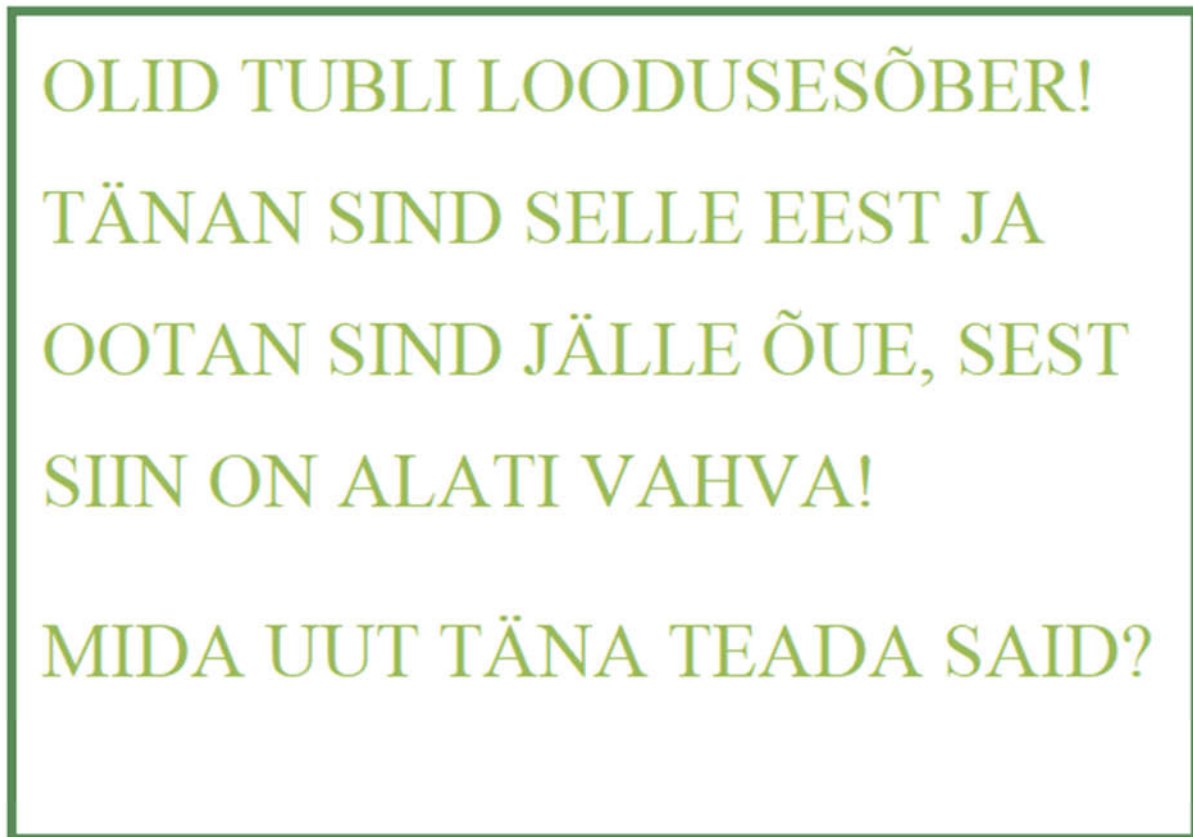 OLID TUBLI LOODUSESÕBER!
TÄNAN SIND SELLE EEST JA
OOTAN SIND JÄLLE ÕUE, SEST
SIIN ON ALATI VAHVA!
MIDA UUT TÄNA TEADA SAID?